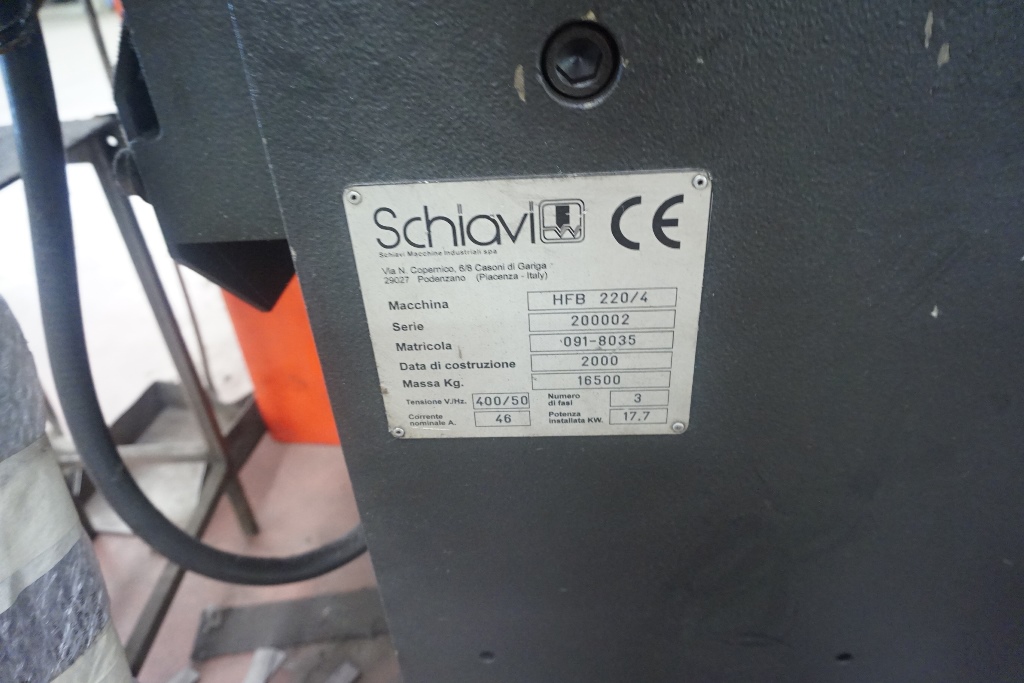 Schiavi CE
Schiavi Macchine Industriali spa
Via N. Copernico, 6/8 Casoni di Gariga
29027 Podenzano (Piacenza - Italy)
Macchina HFB 220/4
Serie 200002
Matricola 091-8035
Data di costruzione 2000
Massa Kg. 16500
Tensione V./Hz. 400/50 Numero di fasi 3
Corrente nominale A. 46 Potenza installata KW. 17.7